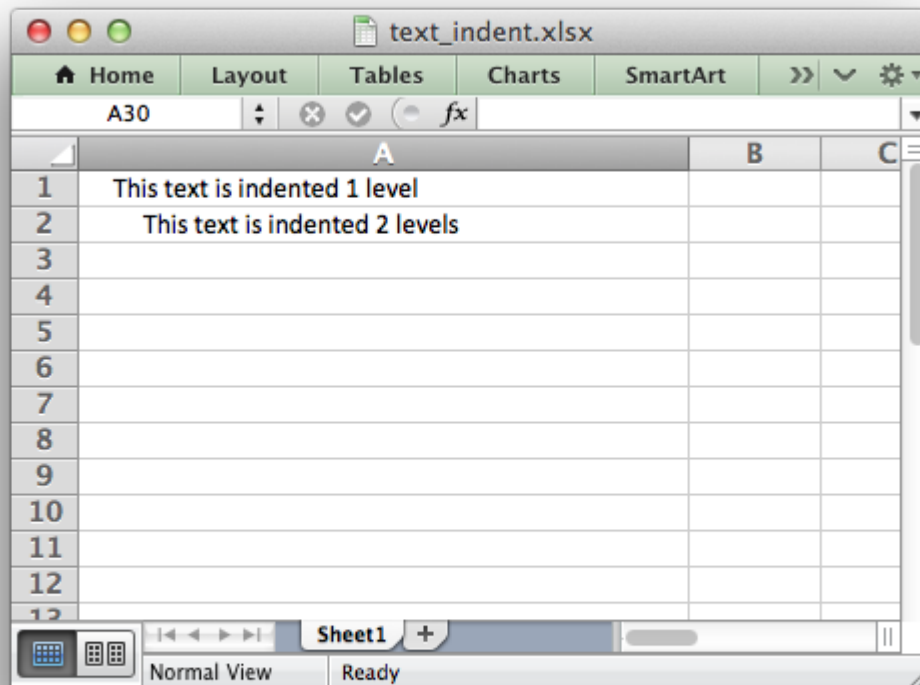 text_indent.xlsx
Home Layout Tables Charts SmartArt
A30 fx
A B C
1 This text is indented 1 level
2 This text is indented 2 levels
3
4
5
6
7
8
9
10
11
12
13
Sheet1 +
Normal View Ready